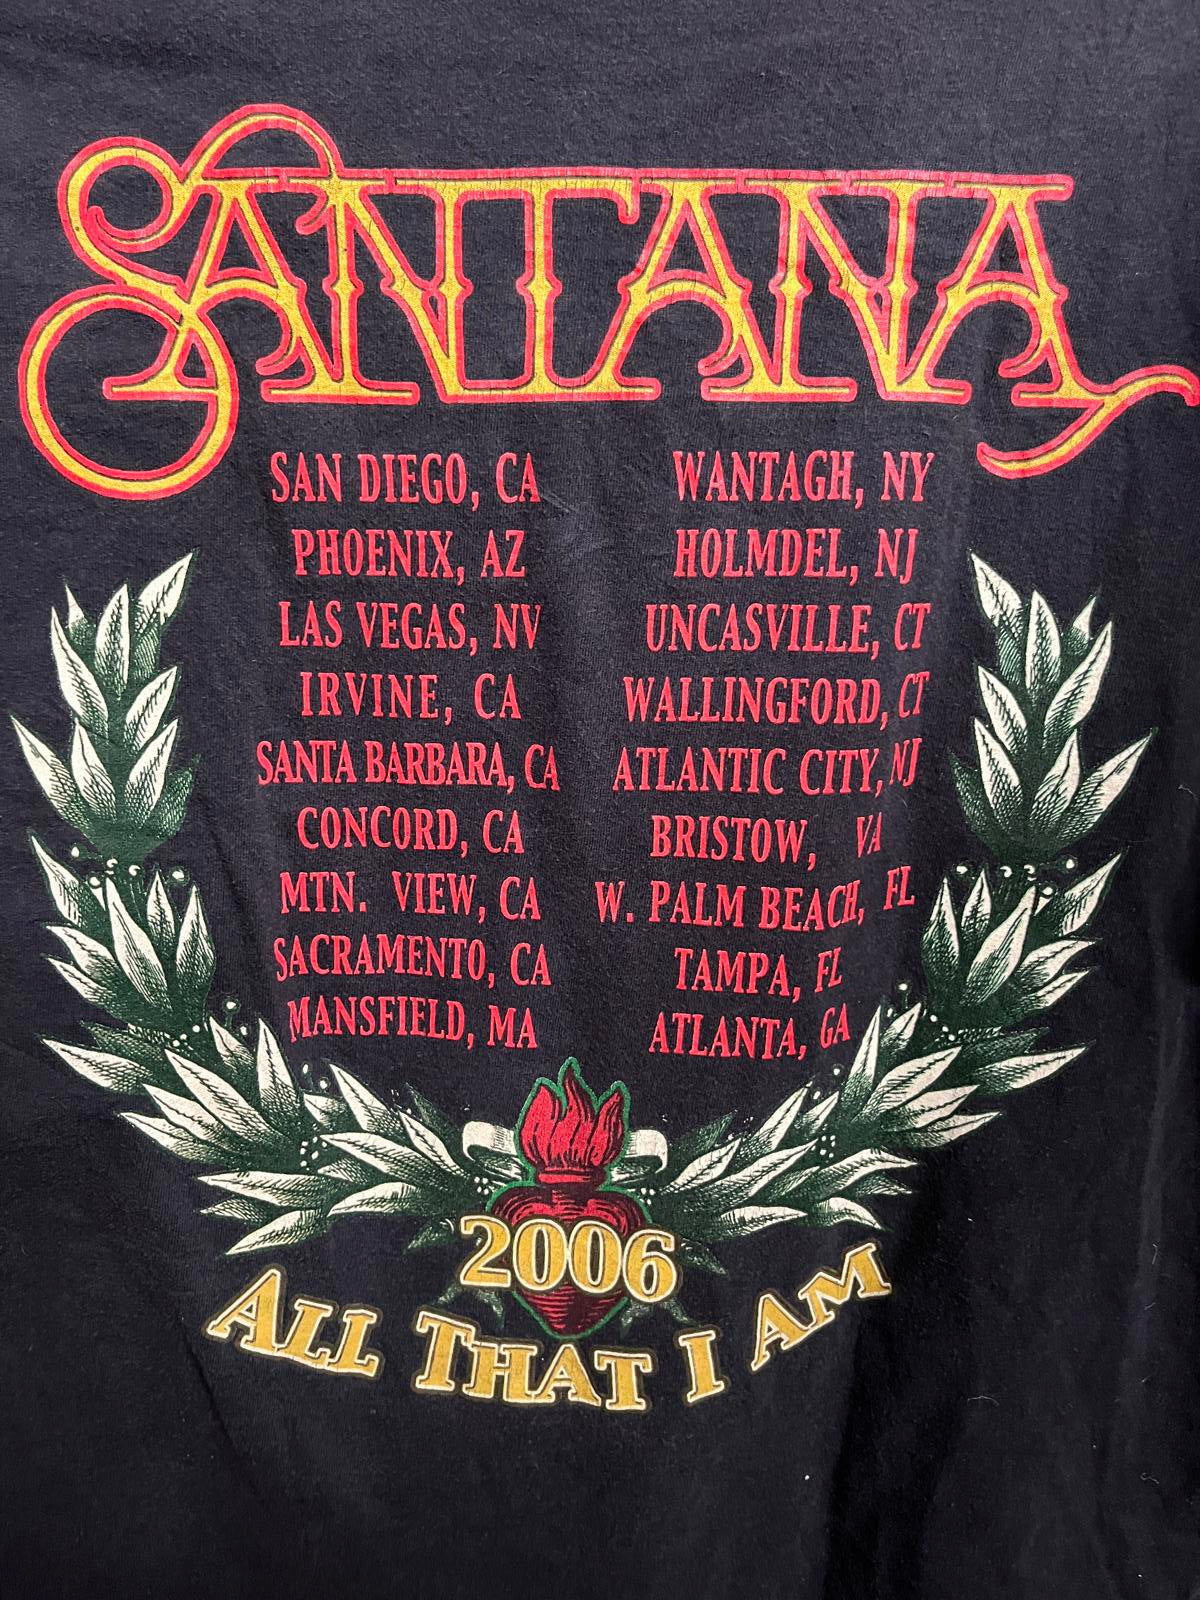 SANTANA
SAN DIEGO, CA
PHOENIX, AZ
LAS VEGAS, NV
IRVINE, CA
SANTA BARBARA, CA
CONCORD, CA
MTN. VIEW, CA
SACRAMENTO, CA
MANSFIELD, MA
WANTAGH, NY
HOLMDEL, NJ
UNCASVILLE, CT
WALLINGFORD, CT
ATLANTIC CITY, NJ
BRISTOW, VA
W. PALM BEACH, FL
TAMPA, FL
ATLANTA, GA
2006
ALL THAT I AM